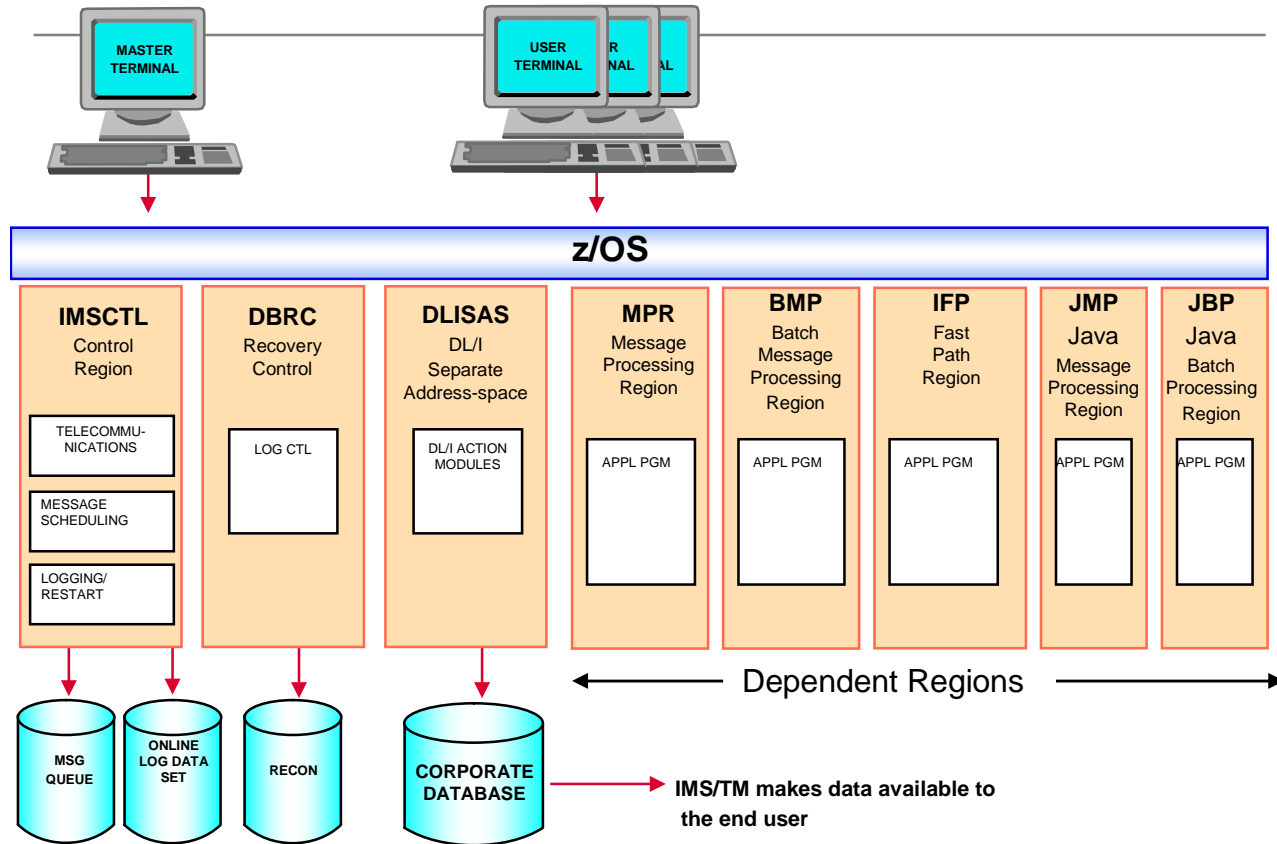 MASTER
TERMINAL
USER
TERMINAL
R
NAL
AL
z/OS
IMSCTL
Control
Region
TELECOMMU-
NICATIONS
MESSAGE
SCHEDULING
LOGGING/
RESTART
DBRC
Recovery
Control
LOG CTL
DLISAS
DL/I
Separate
Address-space
DL/I ACTION
MODULES
MPR
Message
Processing
Region
APPL PGM
BMP
Batch
Message
Processing
Region
APPL PGM
IFP
Fast
Path
Region
APPL PGM
JMP
Java
Message
Processing
Region
APPL PGM
JBP
Java
Batch
Processing
Region
APPL PGM
Dependent Regions
MSG
QUEUE
ONLINE
LOG DATA
SET
RECON
CORPORATE
DATABASE
IMS/TM makes data available to
the end user